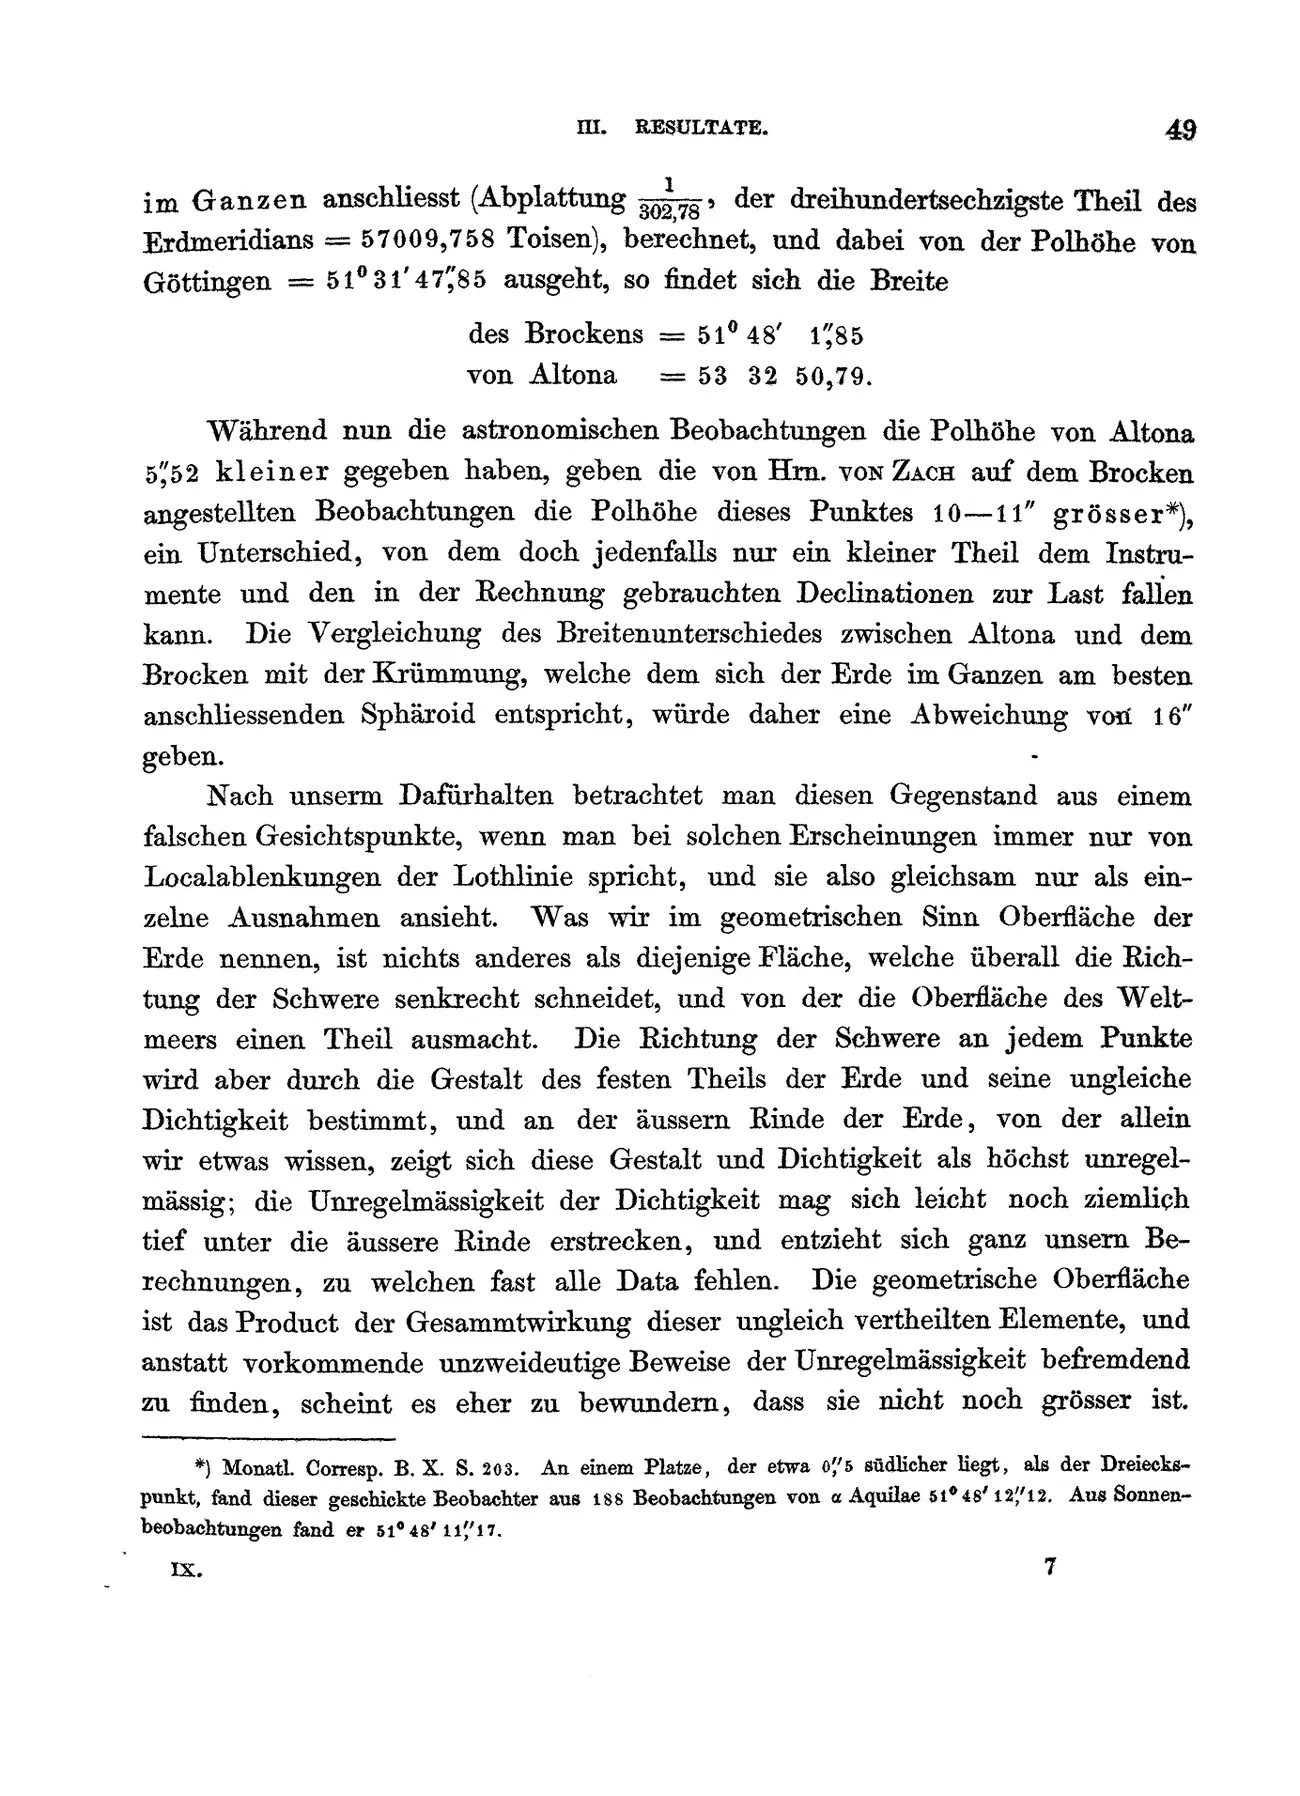 III. RESULTATE. 49
im Ganzen anschliesst (Abplattung 1/302,78, der dreihundertsechzigste Theil des
Erdmeridians = 57009,758 Toisen), berechnet, und dabei von der Polhöhe von
Göttingen = 51⁰ 31′ 47″,85 ausgeht, so findet sich die Breite
des Brockens = 51⁰ 48′ 1″,85
von Altona = 53 32 50,79.
Während nun die astronomischen Beobachtungen die Polhöhe von Altona
5″,52 kleiner gegeben haben, geben die von Hrn. VON ZACH auf dem Brocken
angestellten Beobachtungen die Polhöhe dieses Punktes 10—11″ grösser*),
ein Unterschied, von dem doch jedenfalls nur ein kleiner Theil dem Instru-
mente und den in der Rechnung gebrauchten Declinationen zur Last fallen
kann. Die Vergleichung des Breitenunterschiedes zwischen Altona und dem
Brocken mit der Krümmung, welche dem sich der Erde im Ganzen am besten
anschliessenden Sphäroid entspricht, würde daher eine Abweichung von 16″
geben.
Nach unserm Dafürhalten betrachtet man diesen Gegenstand aus einem
falschen Gesichtspunkte, wenn man bei solchen Erscheinungen immer nur von
Localablenkungen der Lothlinie spricht, und sie also gleichsam nur als ein-
zelne Ausnahmen ansieht. Was wir im geometrischen Sinn Oberfläche der
Erde nennen, ist nichts anderes als diejenige Fläche, welche überall die Rich-
tung der Schwere senkrecht schneidet, und von der die Oberfläche des Welt-
meers einen Theil ausmacht. Die Richtung der Schwere an jedem Punkte
wird aber durch die Gestalt des festen Theils der Erde und seine ungleiche
Dichtigkeit bestimmt, und an der äussern Rinde der Erde, von der allein
wir etwas wissen, zeigt sich diese Gestalt und Dichtigkeit als höchst unregel-
mässig; die Unregelmässigkeit der Dichtigkeit mag sich leicht noch ziemlich
tief unter die äussere Rinde erstrecken, und entzieht sich ganz unsern Be-
rechnungen, zu welchen fast alle Data fehlen. Die geometrische Oberfläche
ist das Product der Gesammtwirkung dieser ungleich vertheilten Elemente, und
anstatt vorkommende unzweideutige Beweise der Unregelmässigkeit befremdend
zu finden, scheint es eher zu bewundern, dass sie nicht noch grösser ist.
*) Monatl. Corresp. B. X. S. 203. An einem Platze, der etwa 0″,5 südlicher liegt, als der Dreiecks-
punkt, fand dieser geschickte Beobachter aus 188 Beobachtungen von α Aquilae 51⁰ 48′ 12″,12. Aus Sonnen-
beobachtungen fand er 51⁰ 48′ 11″,17.
IX. 7